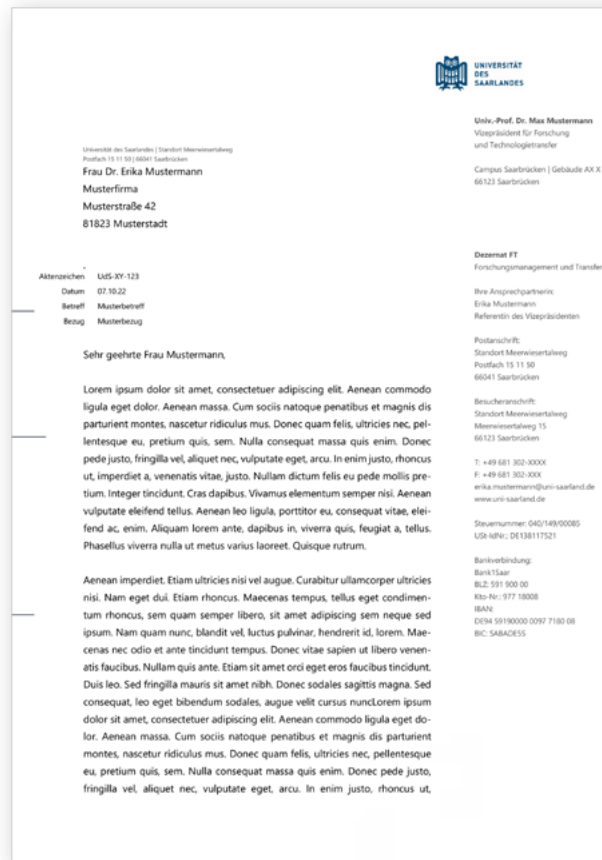 UNIVERSITÄT
DES
SAARLANDES
Univ.-Prof. Dr. Max Mustermann
Vizepräsident für Forschung
und Technologietransfer
Campus Saarbrücken | Gebäude AX X
66123 Saarbrücken
Universität des Saarlandes | Standort Meerwiesertalweg
Postfach 15 11 50 | 66041 Saarbrücken
Frau Dr. Erika Mustermann
Musterfirma
Musterstraße 42
81823 Musterstadt
Aktenzeichen UdS-XY-123
Datum 07.10.22
Betreff Musterbetreff
Bezug Musterbezug
Sehr geehrte Frau Mustermann,
Lorem ipsum dolor sit amet, consectetuer adipiscing elit. Aenean commodo
ligula eget dolor. Aenean massa. Cum sociis natoque penatibus et magnis dis
parturient montes, nascetur ridiculus mus. Donec quam felis, ultricies nec, pel-
lentesque eu, pretium quis, sem. Nulla consequat massa quis enim. Donec
pede justo, fringilla vel, aliquet nec, vulputate eget, arcu. In enim justo, rhoncus
ut, imperdiet a, venenatis vitae, justo. Nullam dictum felis eu pede mollis pre-
tium. Integer tincidunt. Cras dapibus. Vivamus elementum semper nisi. Aenean
vulputate eleifend tellus. Aenean leo ligula, porttitor eu, consequat vitae, elei-
fend ac, enim. Aliquam lorem ante, dapibus in, viverra quis, feugiat a, tellus.
Phasellus viverra nulla ut metus varius laoreet. Quisque rutrum.
Aenean imperdiet. Etiam ultricies nisi vel augue. Curabitur ullamcorper ultricies
nisi. Nam eget dui. Etiam rhoncus. Maecenas tempus, tellus eget condimen-
tum rhoncus, sem quam semper libero, sit amet adipiscing sem neque sed
ipsum. Nam quam nunc, blandit vel, luctus pulvinar, hendrerit id, lorem. Mae-
cenas nec odio et ante tincidunt tempus. Donec vitae sapien ut libero venen-
atis faucibus. Nullam quis ante. Etiam sit amet orci eget eros faucibus tincidunt.
Duis leo. Sed fringilla mauris sit amet nibh. Donec sodales sagittis magna. Sed
consequat, leo eget bibendum sodales, augue velit cursus nuncLorem ipsum
dolor sit amet, consectetuer adipiscing elit. Aenean commodo ligula eget do-
lor. Aenean massa. Cum sociis natoque penatibus et magnis dis parturient
montes, nascetur ridiculus mus. Donec quam felis, ultricies nec, pellentesque
eu, pretium quis, sem. Nulla consequat massa quis enim. Donec pede justo,
fringilla vel, aliquet nec, vulputate eget, arcu. In enim justo, rhoncus ut,
Dezernat FT
Forschungsmanagement und Transfer
Ihre Ansprechpartnerin:
Erika Mustermann
Referentin des Vizepräsidenten
Postanschrift:
Standort Meerwiesertalweg
Postfach 15 11 50
66041 Saarbrücken
Besucheranschrift:
Standort Meerwiesertalweg
Meerwiesertalweg 15
66123 Saarbrücken
T: +49 681 302-XXXX
F: +49 681 302-XXXX
erika.mustermann@uni-saarland.de
www.uni-saarland.de
Steuernummer: 040/149/00085
USt-IdNr.: DE138117521
Bankverbindung:
Bank1Saar
BLZ: 591 900 00
Kto-Nr.: 977 18008
IBAN:
DE94 59190000 0097 7180 08
BIC: SABADE5S